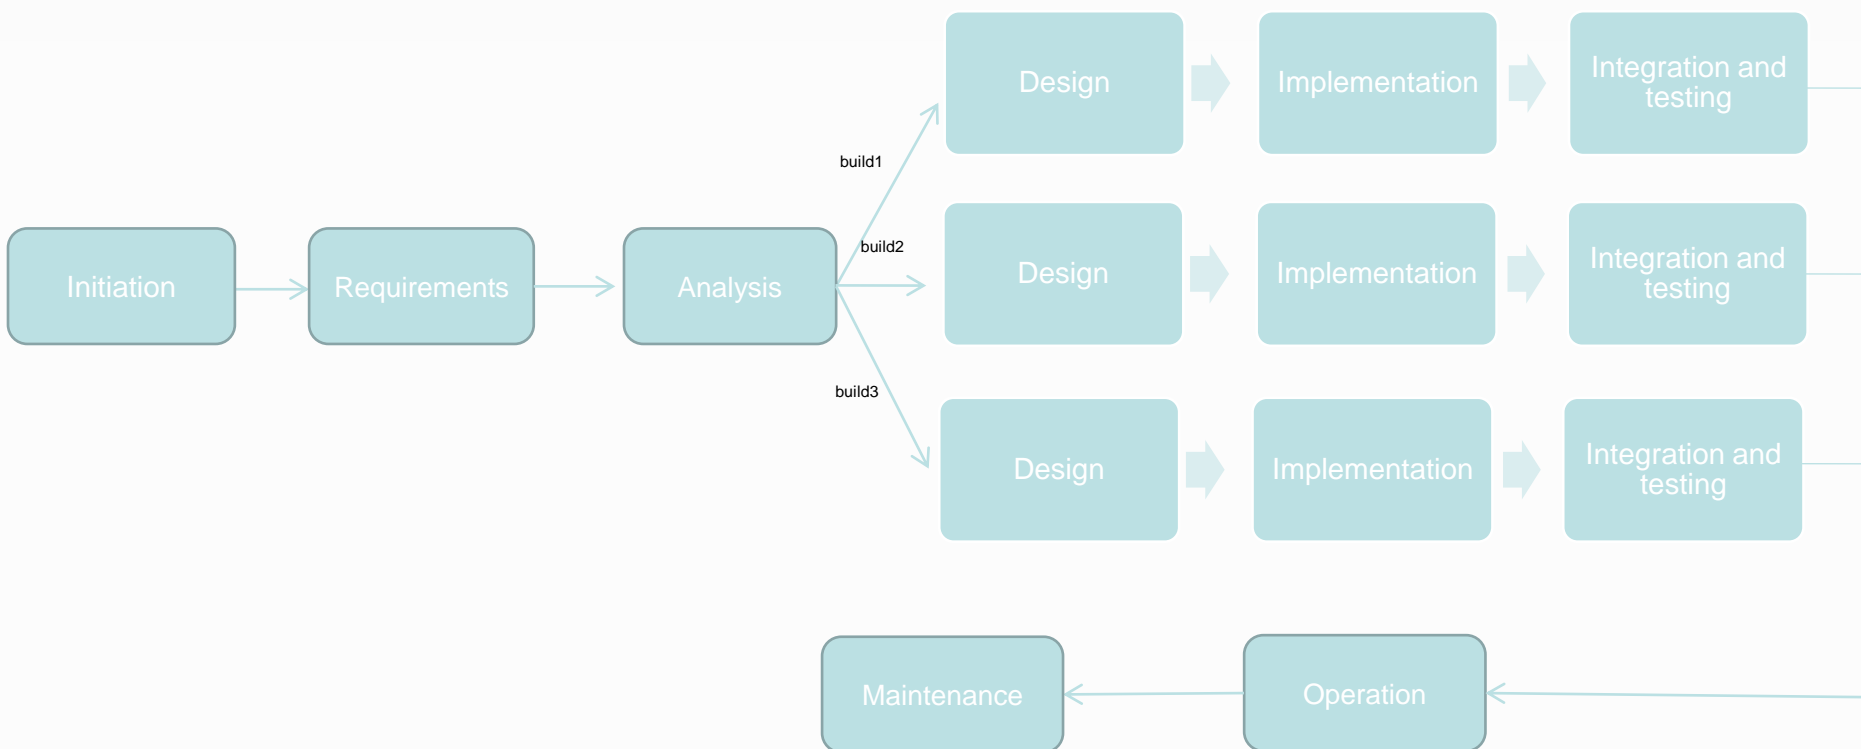 Design
Implementation
Integration and
testing
build1
build2
Design
Implementation
Integration and
testing
Initiation
Requirements
Analysis
build3
Design
Implementation
Integration and
testing
Maintenance
Operation